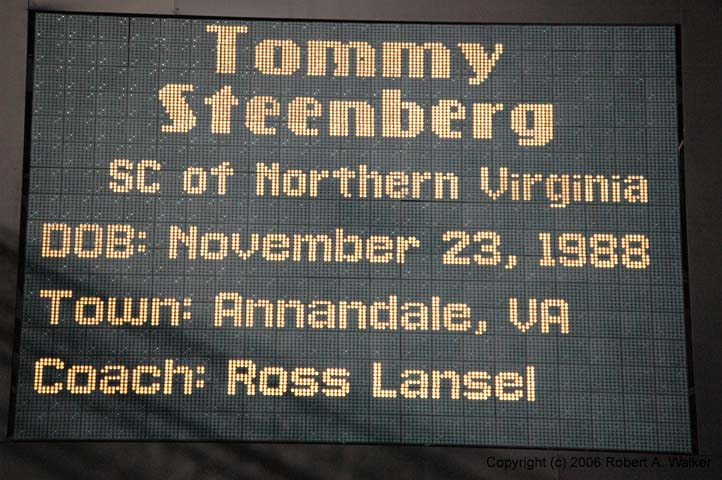 Tommy
Steenberg
SC of Northern Virginia
DOB: November 23, 1988
Town: Annandale, VA
Coach: Ross Lansel
Copyright (c) 2006 Robert A. Walker